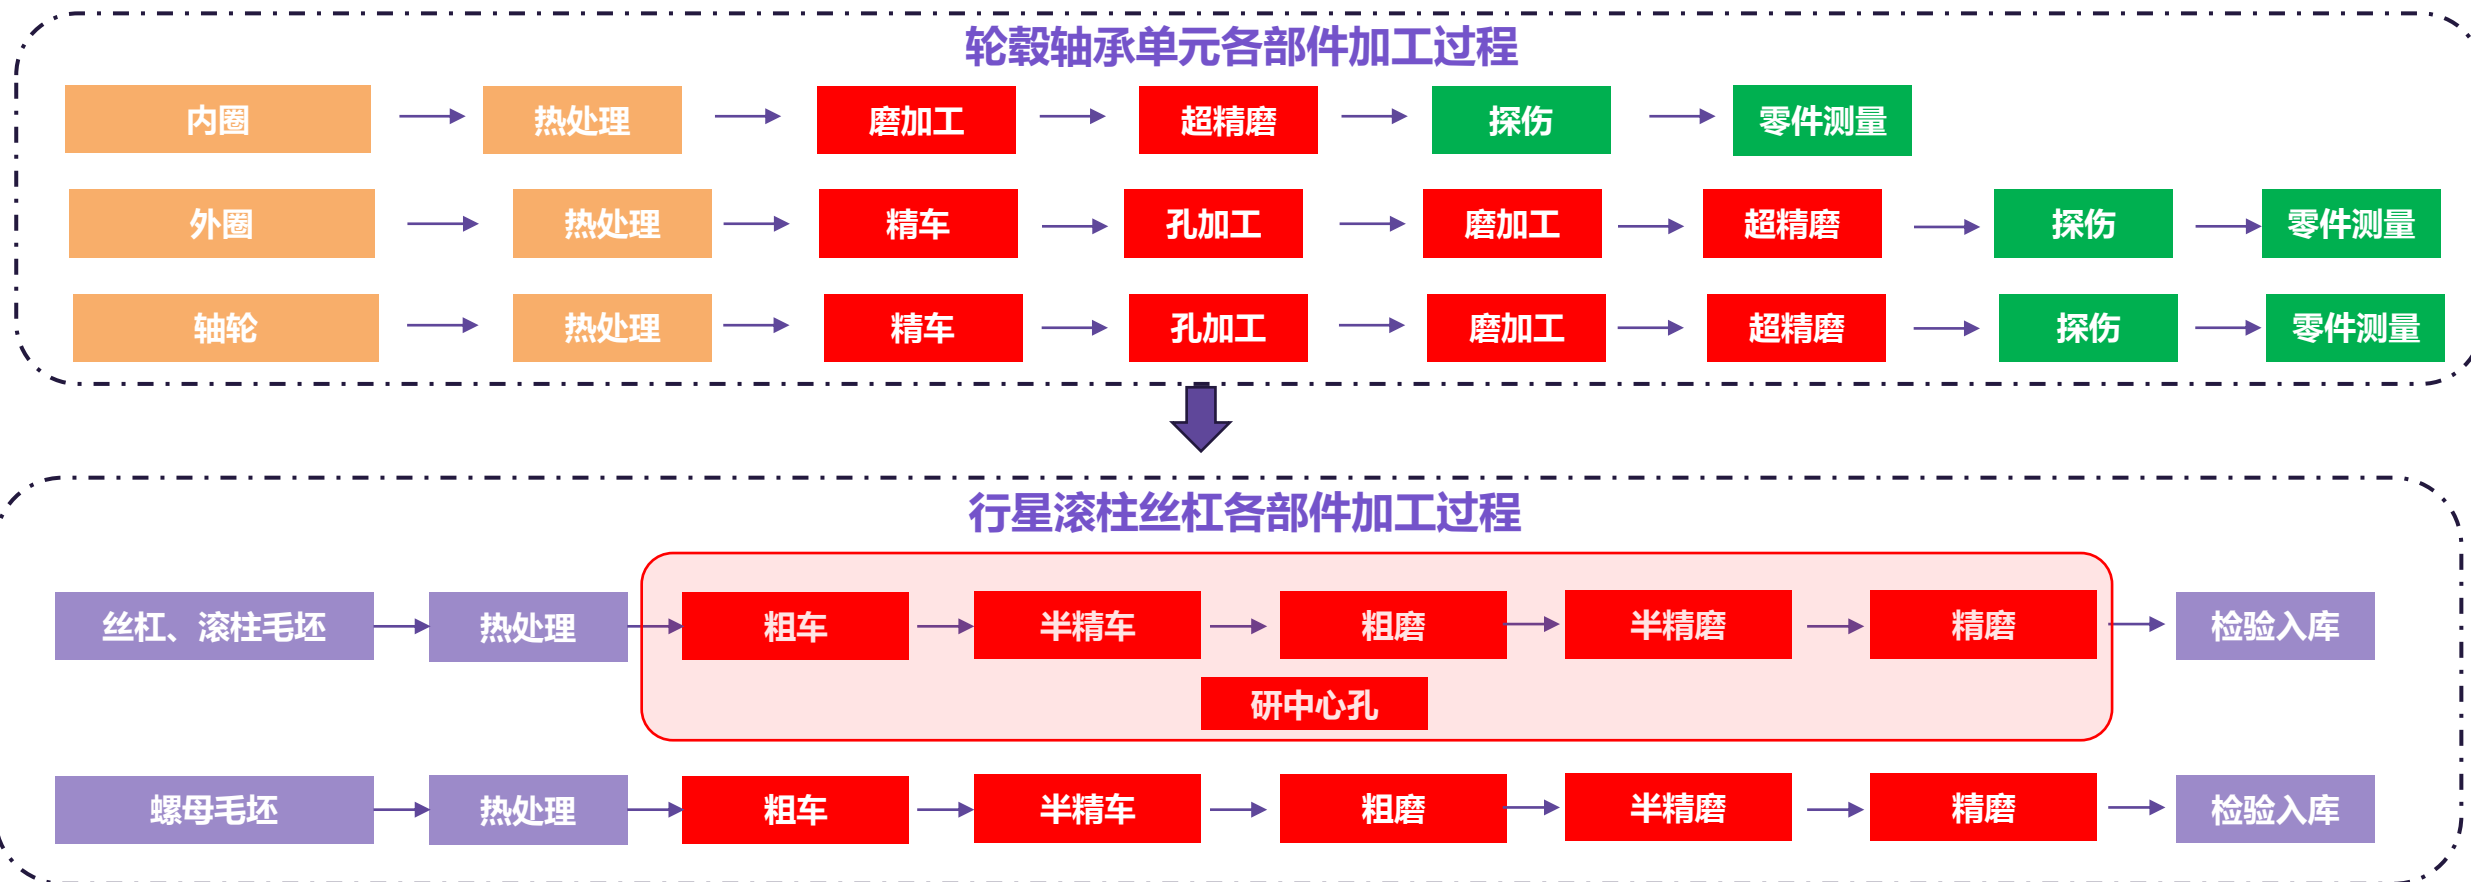 轮毂轴承单元各部件加工过程
内圈 热处理 磨加工 超精磨 探伤 零件测量
外圈 热处理 精车 孔加工 磨加工 超精磨 探伤 零件测量
轴轮 热处理 精车 孔加工 磨加工 超精磨 探伤 零件测量
行星滚柱丝杠各部件加工过程
丝杠、滚柱毛坯 热处理 粗车 半精车 粗磨 半精磨 精磨 检验入库
研中心孔
螺母毛坯 热处理 粗车 半精车 粗磨 半精磨 精磨 检验入库